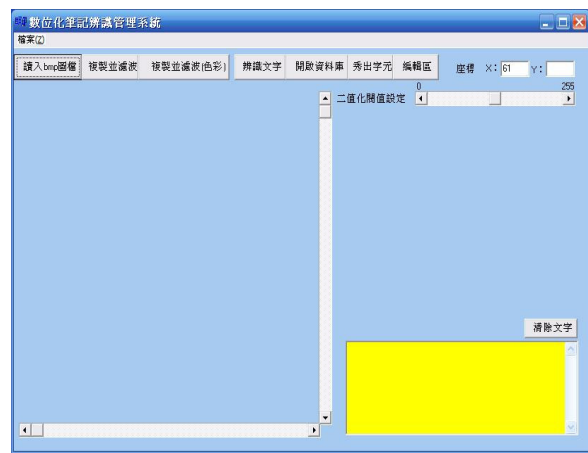 數位化筆記辨識管理系統
檔案(Z)
讀入bmp圖檔 複製並濾波 複製並濾波(色彩) 辨識文字 開啟資料庫 秀出字元 編輯區 座標 X: 61 Y:
0 255
二值化閥值設定
清除文字